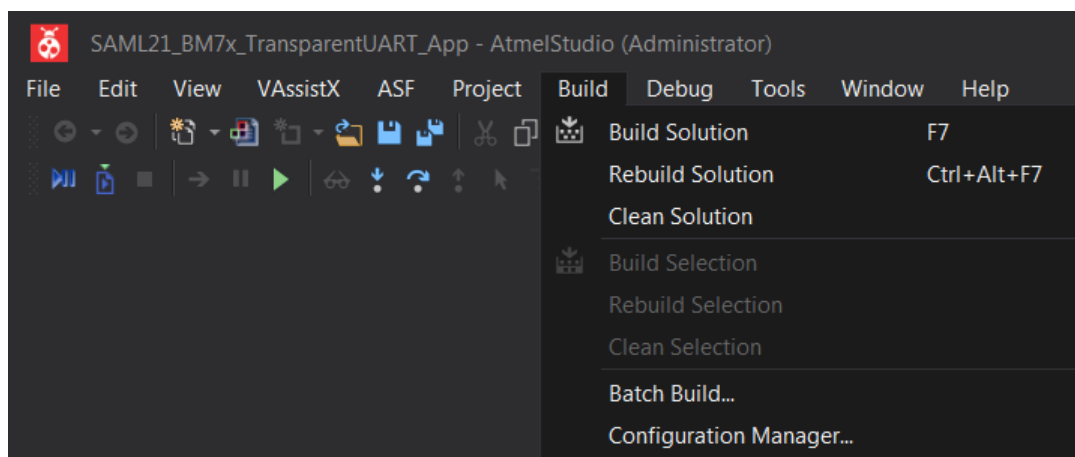 SAML21_BM7x_TransparentUART_App - AtmelStudio (Administrator)
File Edit View VAssistX ASF Project Build Debug Tools Window Help
Build Solution F7
Rebuild Solution Ctrl+Alt+F7
Clean Solution
Build Selection
Rebuild Selection
Clean Selection
Batch Build...
Configuration Manager...